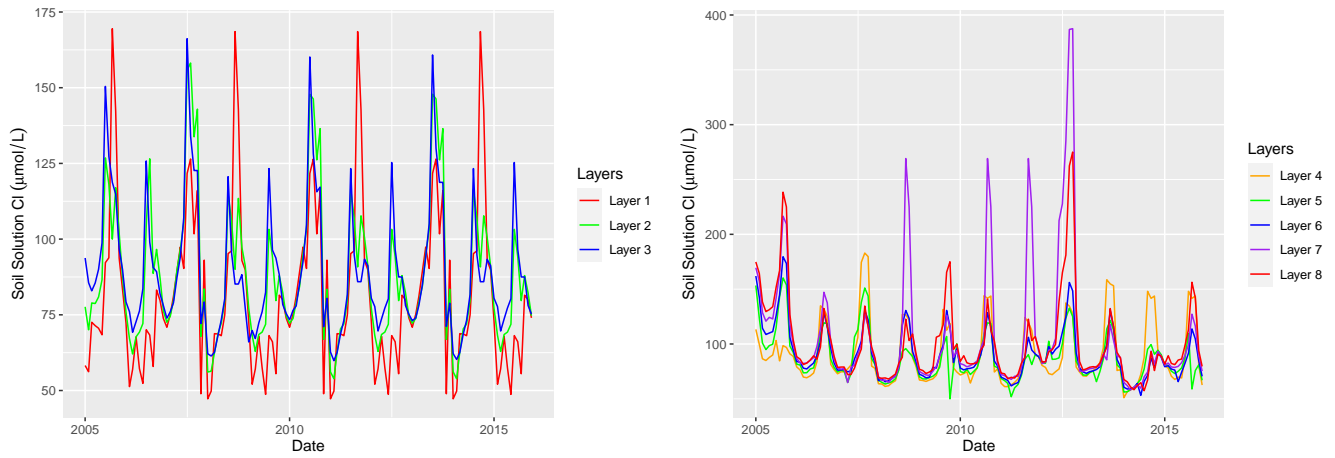 Soil Solution Cl (μmol/L)
175
150
125
100
75
50
2005
2010
2015
Date
Layers
Layer 1
Layer 2
Layer 3
Soil Solution Cl (μmol/L)
400
300
200
100
2005
2010
2015
Date
Layers
Layer 4
Layer 5
Layer 6
Layer 7
Layer 8